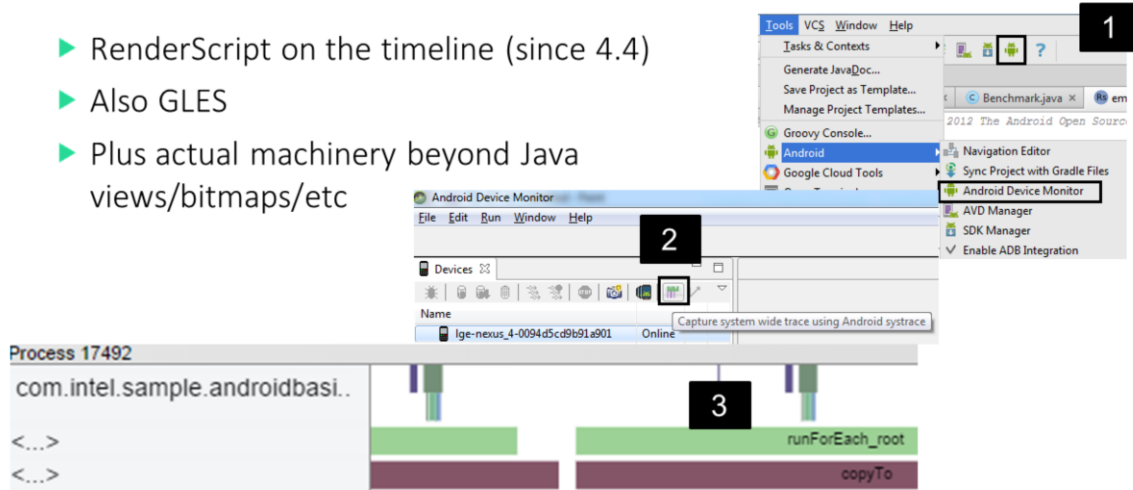 RenderScript on the timeline (since 4.4)
Also GLES
Plus actual machinery beyond Java
views/bitmaps/etc
Tools VCS Window Help
1
Tasks & Contexts
Generate JavaDoc...
Save Project as Template...
Manage Project Templates...
Groovy Console...
Android
Google Cloud Tools
?
C Benchmark.java × Rs em
2012 The Android Open Sourc
Navigation Editor
Sync Project with Gradle Files
Android Device Monitor
AVD Manager
SDK Manager
Enable ADB Integration
Android Device Monitor
File Edit Run Window Help
2
Devices
Name
lge-nexus_4-0094d5cd9b91a901 Online
Capture system wide trace using Android systrace
Process 17492
com.intel.sample.androidbasi..
3
<...> runForEach_root
<...> copyTo